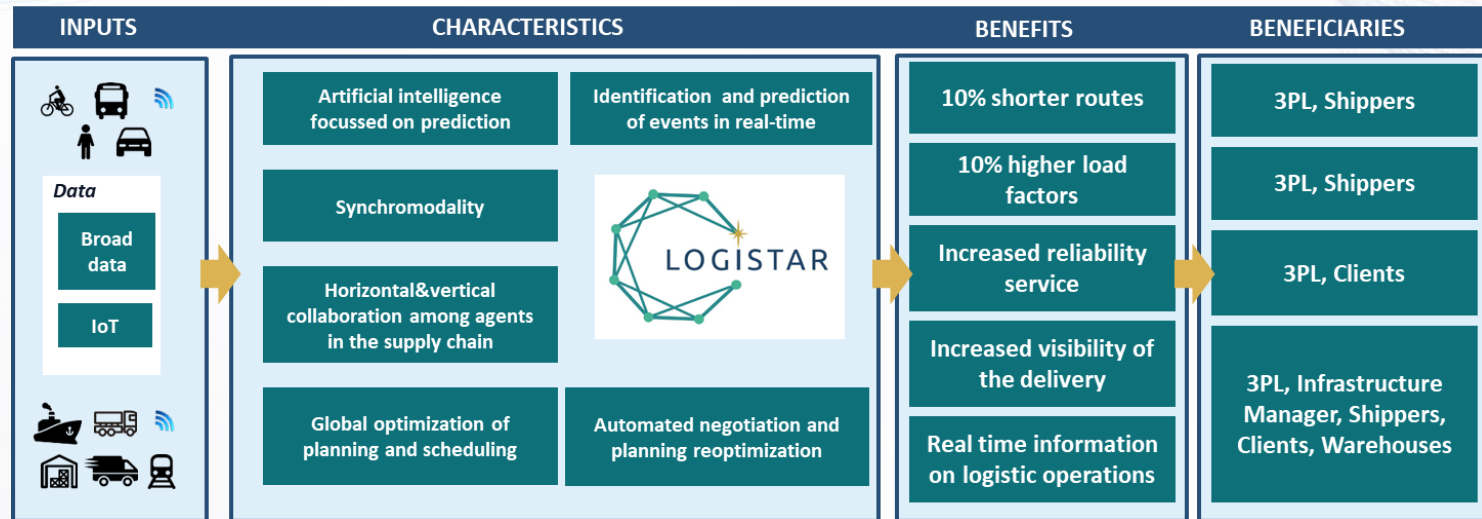 INPUTS
CHARACTERISTICS
BENEFITS
BENEFICIARIES
Data
Broad
data
IoT
Artificial intelligence
focussed on prediction
Identification and prediction
of events in real-time
Synchromodality
LOGISTAR
Horizontal&vertical
collaboration among agents
in the supply chain
Global optimization of
planning and scheduling
Automated negotiation and
planning reoptimization
10% shorter routes
10% higher load
factors
Increased reliability
service
Increased visibility of
the delivery
Real time information
on logistic operations
3PL, Shippers
3PL, Shippers
3PL, Clients
3PL, Infrastructure
Manager, Shippers,
Clients, Warehouses